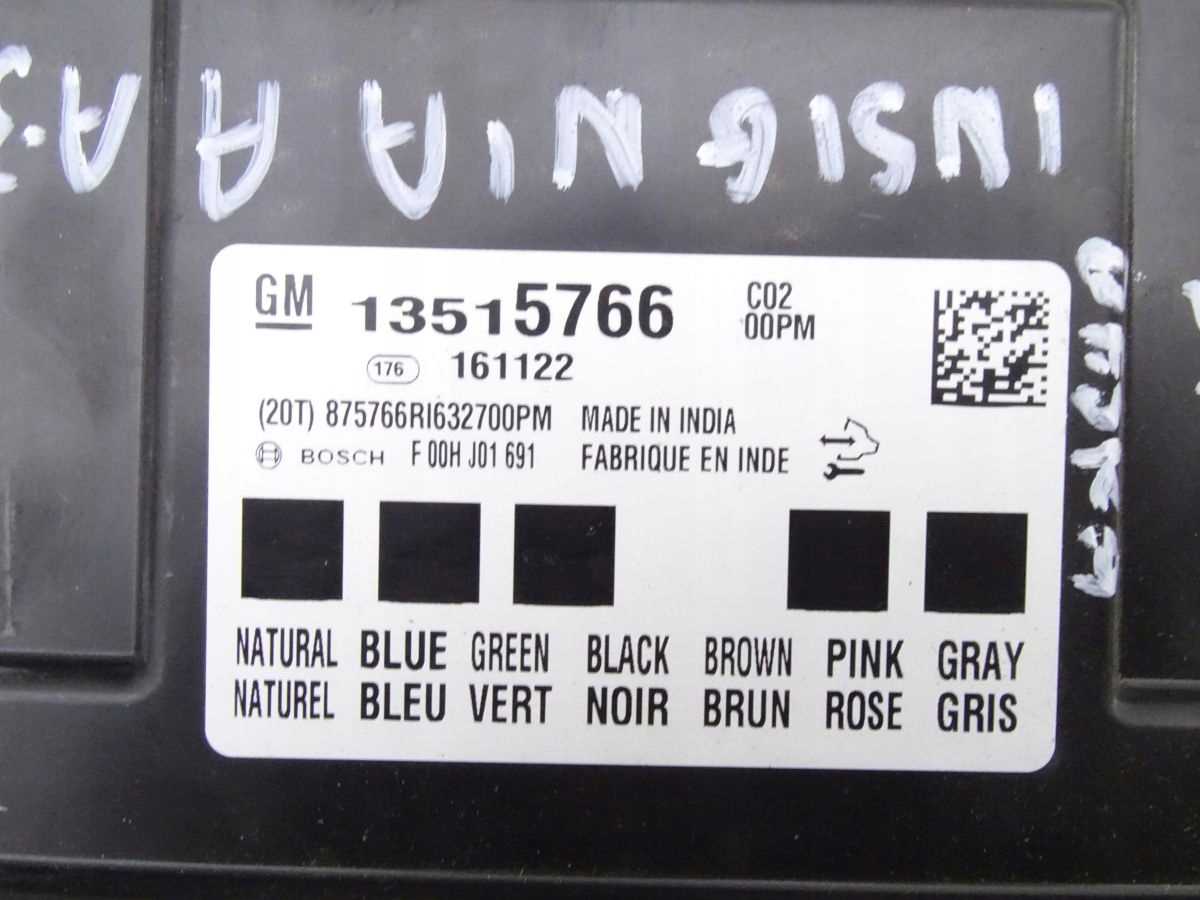 INSIGNIA A
GM 13515766 C02
00PM
176 161122
(20T) 875766RI632700PM MADE IN INDIA
BOSCH F 00H J01 691 FABRIQUE EN INDE
NATURAL BLUE GREEN BLACK BROWN PINK GRAY
NATUREL BLEU VERT NOIR BRUN ROSE GRIS